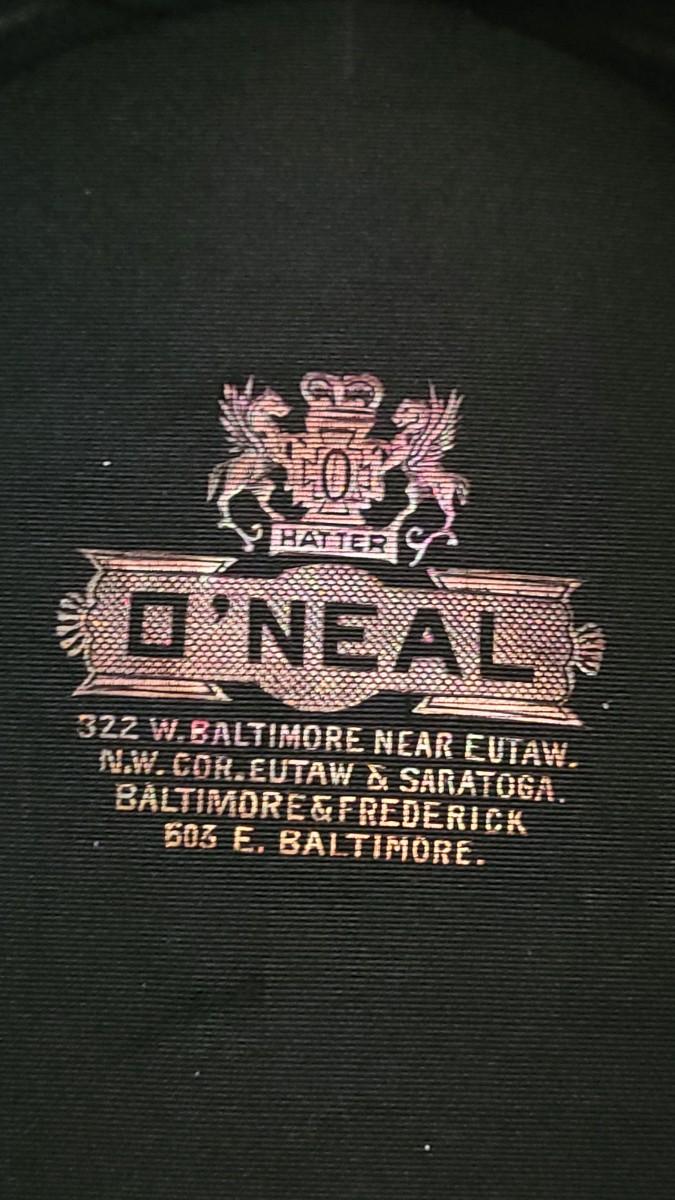 O
HATTER
O'NEAL
322 W. BALTIMORE NEAR EUTAW.
N.W. COR. EUTAW & SARATOGA.
BALTIMORE & FREDERICK
603 E. BALTIMORE.